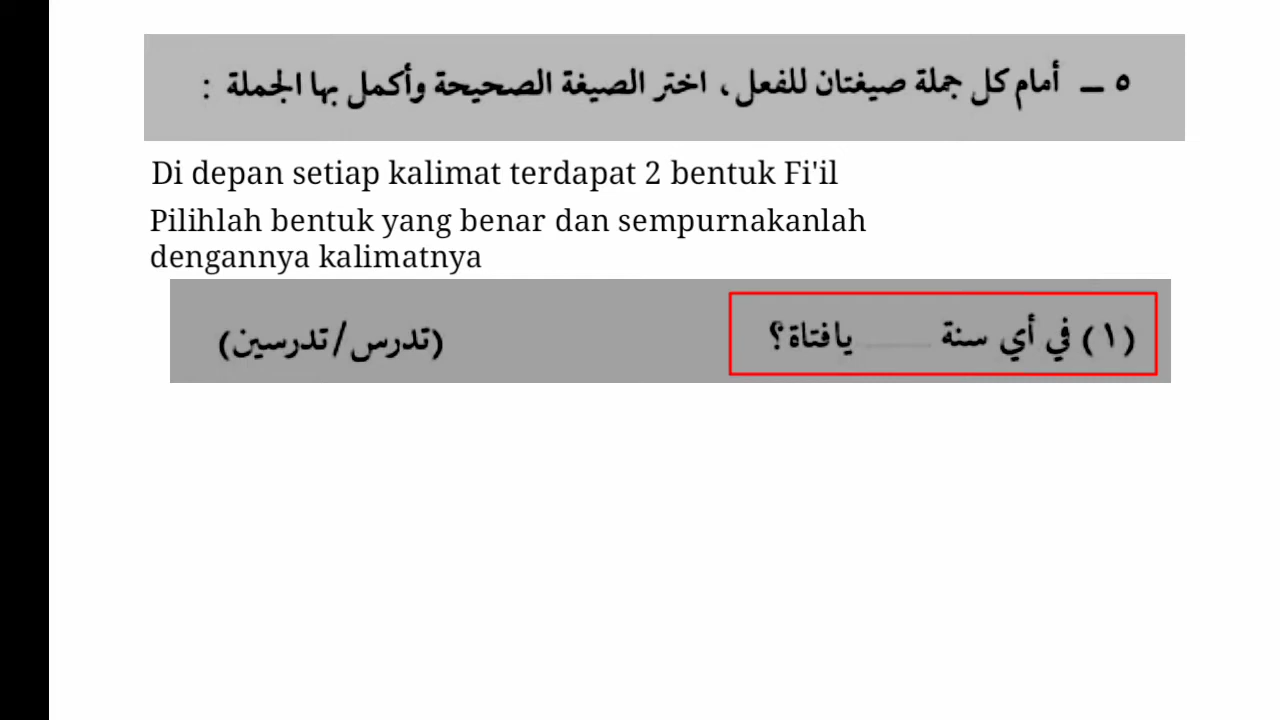 ٥ ـ أمام كل جملة صيغتان للفعل، اختر الصيغة الصحيحة وأكمل بها الجملة :
Di depan setiap kalimat terdapat 2 bentuk Fi'il
Pilihlah bentuk yang benar dan sempurnakanlah
dengannya kalimatnya
(١) في أي سنة ____ يافتاة؟ (تدرس/تدرسين)